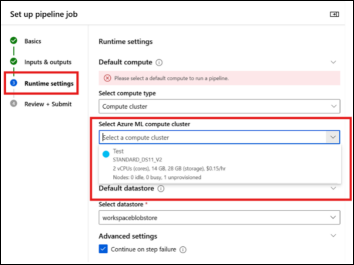 Set up pipeline job
Basics
Inputs & outputs
Runtime settings
Review + Submit
Runtime settings
Default compute
Please select a default compute to run a pipeline.
Select compute type
Compute cluster
Select Azure ML compute cluster
Select a compute cluster
Test
STANDARD_DS11_V2
2 vCPUs (cores), 14 GB, 28 GB (storage), $0.15/hr
Nodes: 0 idle, 0 busy, 1 unprovisioned
Default datastore
Select datastore *
workspaceblobstore
Advanced settings
Continue on step failure